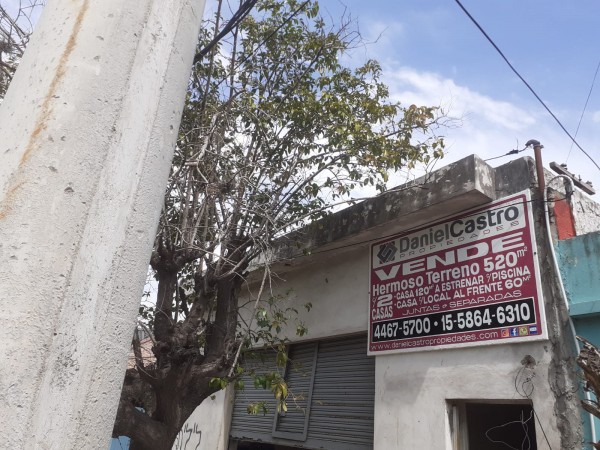 DanielCastro
PROPIEDADES
VENDE
Hermoso Terreno 520m²
C/ 2 CASAS
-CASA 120m² A ESTRENAR C/PISCINA
-CASA C/LOCAL AL FRENTE 60m²
JUNTAS o SEPARADAS
4467-5700 • 15-5864-6310
www.danielcastropropiedades.com